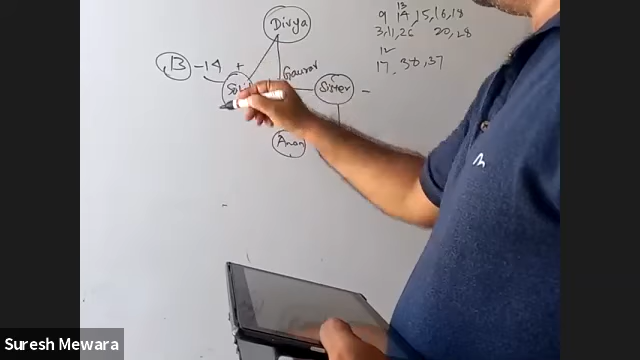 Divya
9 14, 15, 16, 18
13
3, 11, 26 20, 28
12
17, 30, 37
13 - 14 +
Gaurav
Sister -
Anan
Suresh Mewara